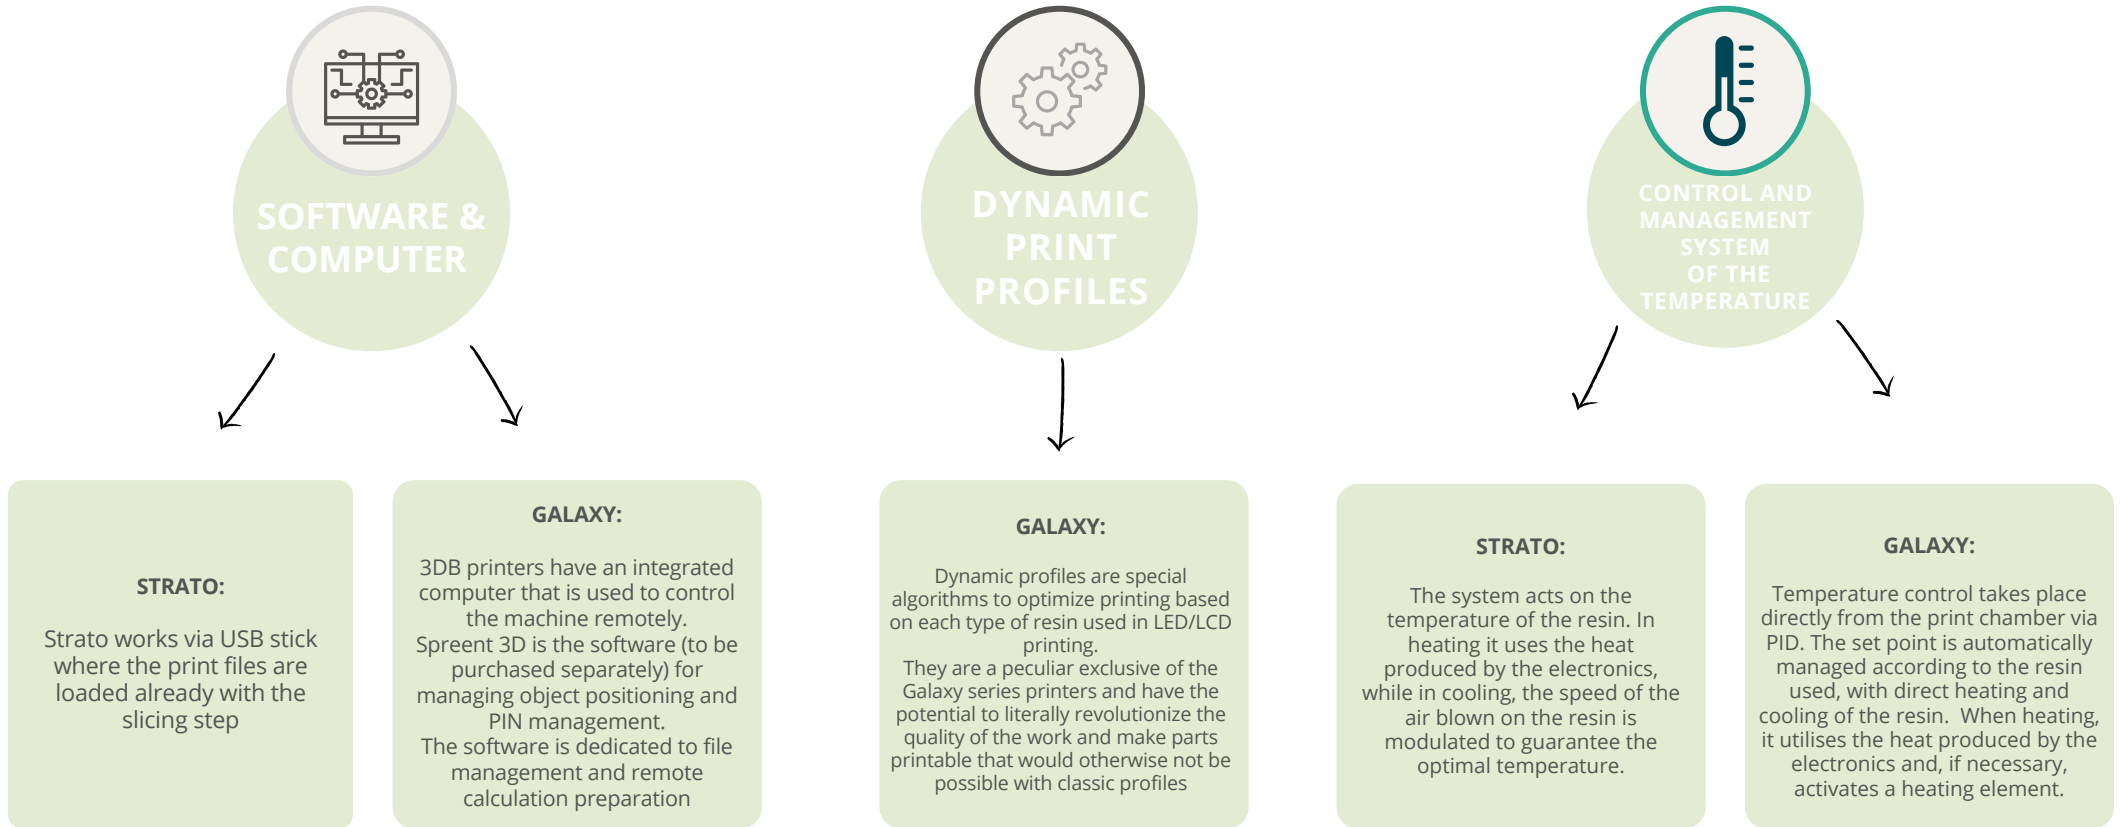 SOFTWARE &
COMPUTER
STRATO:
Strato works via USB stick
where the print files are
loaded already with the
slicing step
GALAXY:
3DB printers have an integrated
computer that is used to control
the machine remotely.
Spreent 3D is the software (to be
purchased separately) for
managing object positioning and
PIN management.
The software is dedicated to file
management and remote
calculation preparation
DYNAMIC
PRINT
PROFILES
GALAXY:
Dynamic profiles are special
algorithms to optimize printing based
on each type of resin used in LED/LCD
printing.
They are a peculiar exclusive of the
Galaxy series printers and have the
potential to literally revolutionize the
quality of the work and make parts
printable that would otherwise not be
possible with classic profiles
CONTROL AND
MANAGEMENT
SYSTEM
OF THE
TEMPERATURE
STRATO:
The system acts on the
temperature of the resin. In
heating it uses the heat
produced by the electronics,
while in cooling, the speed of the
air blown on the resin is
modulated to guarantee the
optimal temperature.
GALAXY:
Temperature control takes place
directly from the print chamber via
PID. The set point is automatically
managed according to the resin
used, with direct heating and
cooling of the resin.  When heating,
it utilises the heat produced by the
electronics and, if necessary,
activates a heating element.